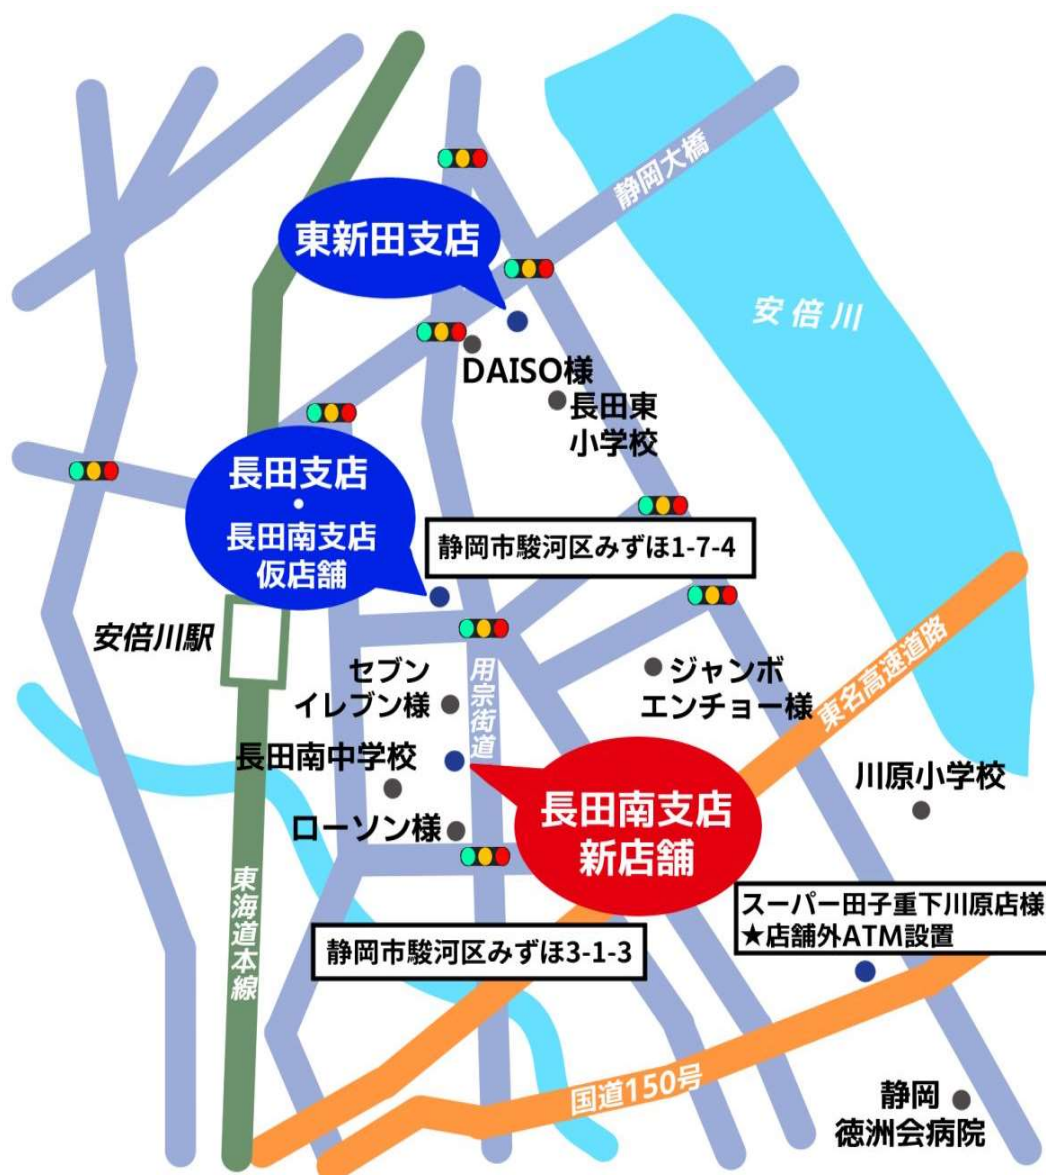 静岡大橋
東新田支店
安倍川
DAISO様
長田東
小学校
長田支店
・
長田南支店
仮店舗
静岡市駿河区みずほ1-7-4
安倍川駅
セブン
イレブン様
用宗街道
ジャンボ
エンチョー様
東名高速道路
長田南中学校
川原小学校
長田南支店
新店舗
ローソン様
東海道本線
スーパー田子重下川原店様
★店舗外ATM設置
静岡市駿河区みずほ3-1-3
国道150号
静岡
徳洲会病院